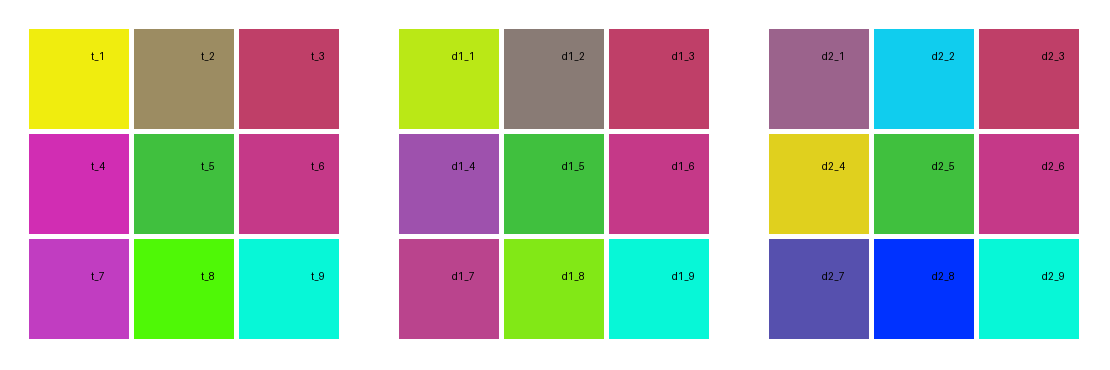 t_1 t_2 t_3 d1_1 d1_2 d1_3 d2_1 d2_2 d2_3
t_4 t_5 t_6 d1_4 d1_5 d1_6 d2_4 d2_5 d2_6
t_7 t_8 t_9 d1_7 d1_8 d1_9 d2_7 d2_8 d2_9